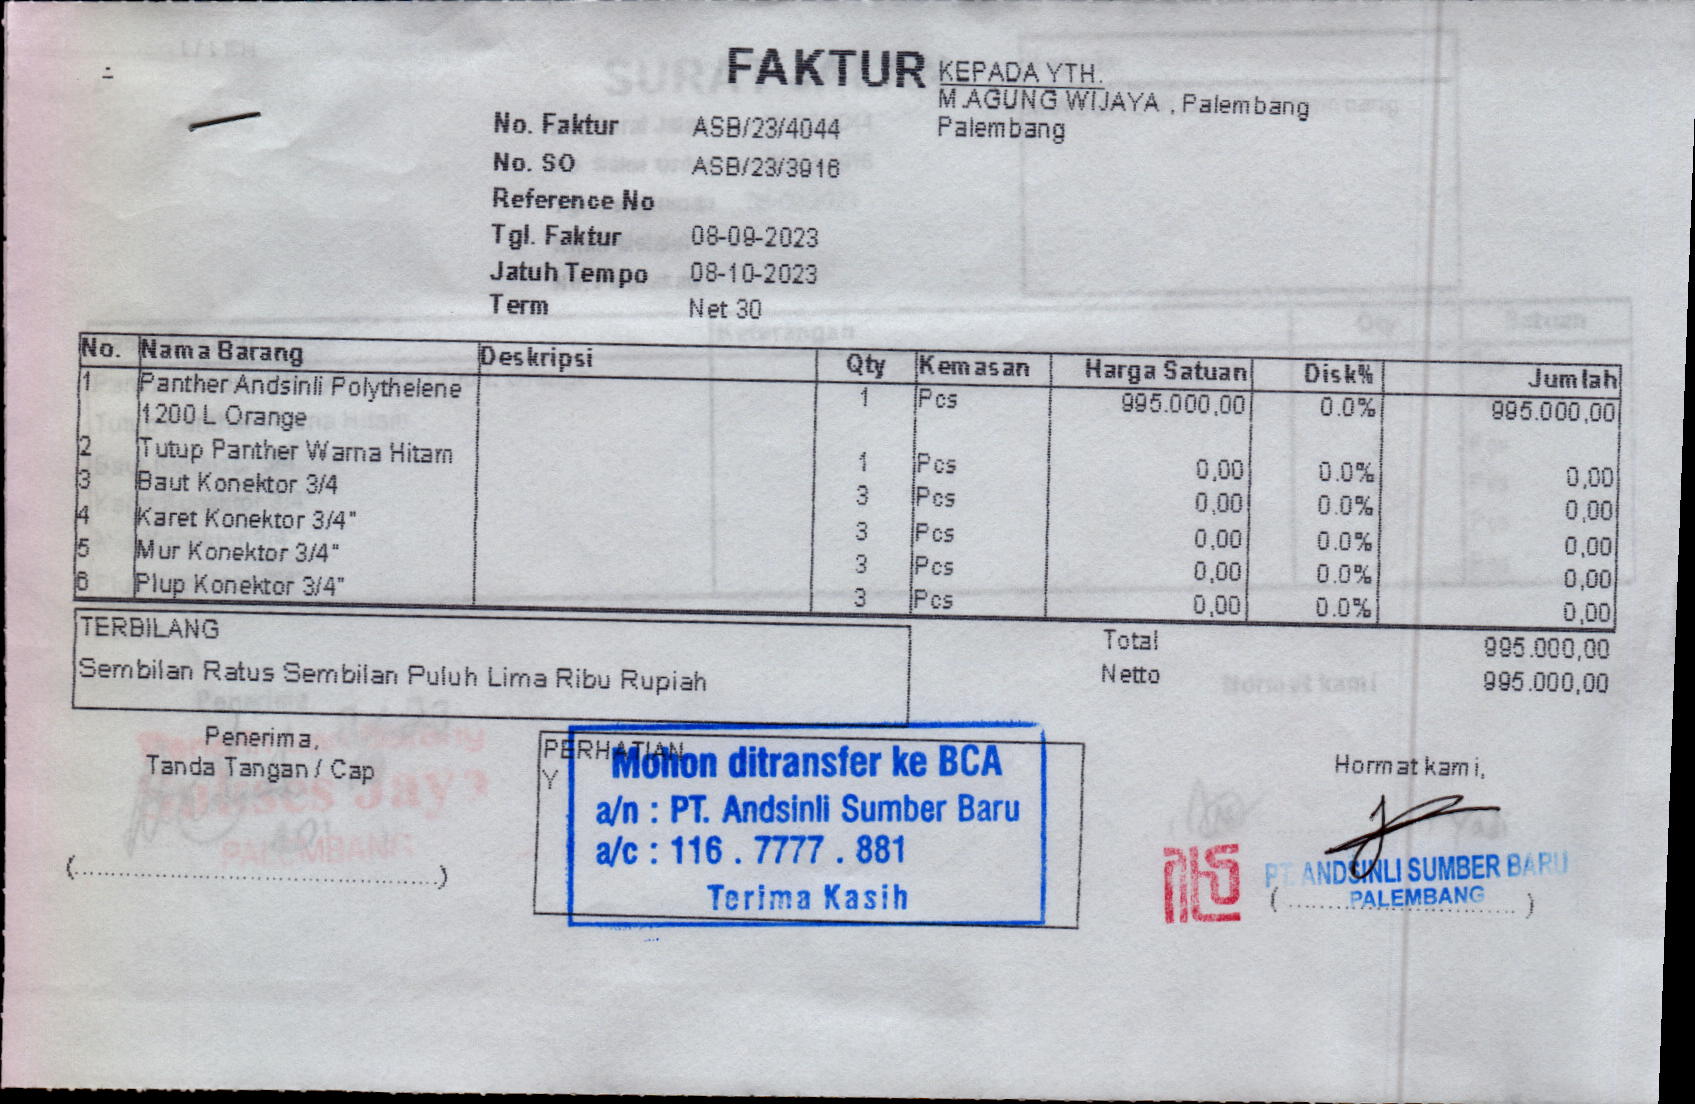 FAKTUR
KEPADA YTH.
M.AGUNG WIJAYA , Palembang
Palembang
No. Faktur ASB/23/4044
No. SO ASB/23/3916
Reference No
Tgl. Faktur 08-09-2023
Jatuh Tempo 08-10-2023
Term Net 30
No. Nama Barang Deskripsi Qty Kemasan Harga Satuan Disk% Jumlah
1 Panther Andsinli Polythelene 1 Pcs 995.000,00 0.0% 995.000,00
1200 L Orange
2 Tutup Panther Warna Hitam 1 Pcs 0,00 0.0% 0,00
3 Baut Konektor 3/4 3 Pcs 0,00 0.0% 0,00
4 Karet Konektor 3/4" 3 Pcs 0,00 0.0% 0,00
5 Mur Konektor 3/4" 3 Pcs 0,00 0.0% 0,00
6 Plup Konektor 3/4" 3 Pcs 0,00 0.0% 0,00
TERBILANG
Sembilan Ratus Sembilan Puluh Lima Ribu Rupiah
Total 995.000,00
Netto 995.000,00
Penerima,
Tanda Tangan / Cap
PERHATIAN
Y
Mohon ditransfer ke BCA
a/n : PT. Andsinli Sumber Baru
a/c : 116 . 7777 . 881
Terima Kasih
Hormat kami,
PT. ANDSINLI SUMBER BARU
PALEMBANG